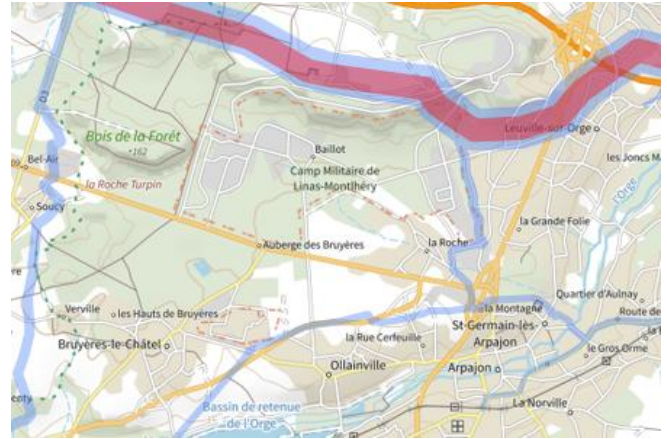 D3
Leuville-sur-Orge
Bois de la Forêt
162
Baillot
Bel-Air
Camp Militaire de
Linas-Montlhéry
les Joncs
la Roche Turpin
l'Orge
Soucy
la Grande Folie
Auberge des Bruyères
la Roche
Quartier d'Aulnay
Verville
les Hauts de Bruyères
la Montagne
Route de
St-Germain-lès-
Arpajon
Bruyères-le-Châtel
la Rue Cerfeuille
le Gros Orme
Ollainville
Arpajon
Bassin de retenue
de l'Orge
La Norville